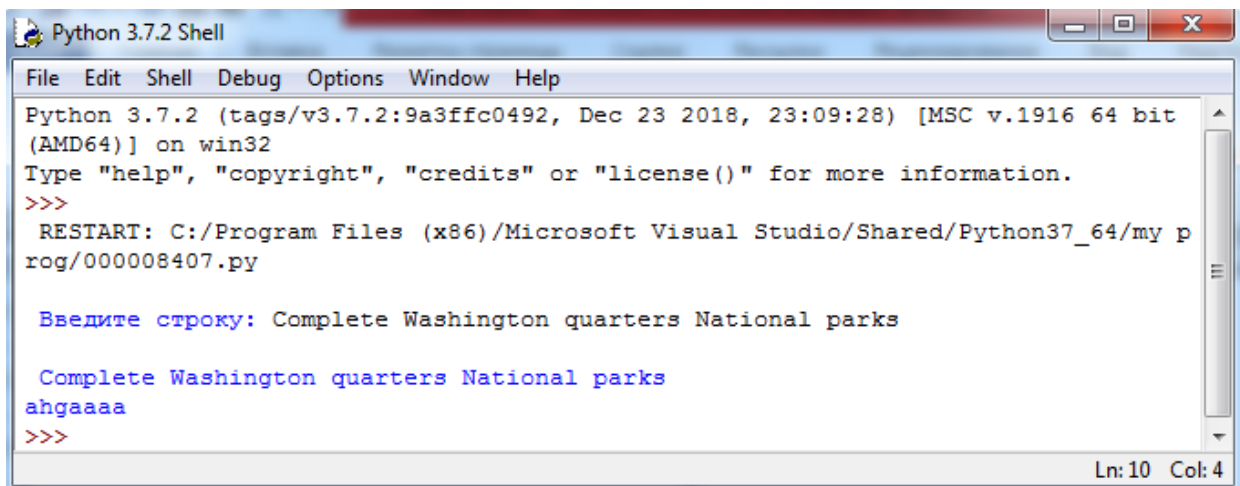 Python 3.7.2 Shell
File Edit Shell Debug Options Window Help
Python 3.7.2 (tags/v3.7.2:9a3ffc0492, Dec 23 2018, 23:09:28) [MSC v.1916 64 bit
(AMD64)] on win32
Type "help", "copyright", "credits" or "license()" for more information.
>>>
RESTART: C:/Program Files (x86)/Microsoft Visual Studio/Shared/Python37_64/my p
rog/000008407.py
Введите строку: Complete Washington quarters National parks
Complete Washington quarters National parks
ahgaaaa
>>>
Ln: 10 Col: 4